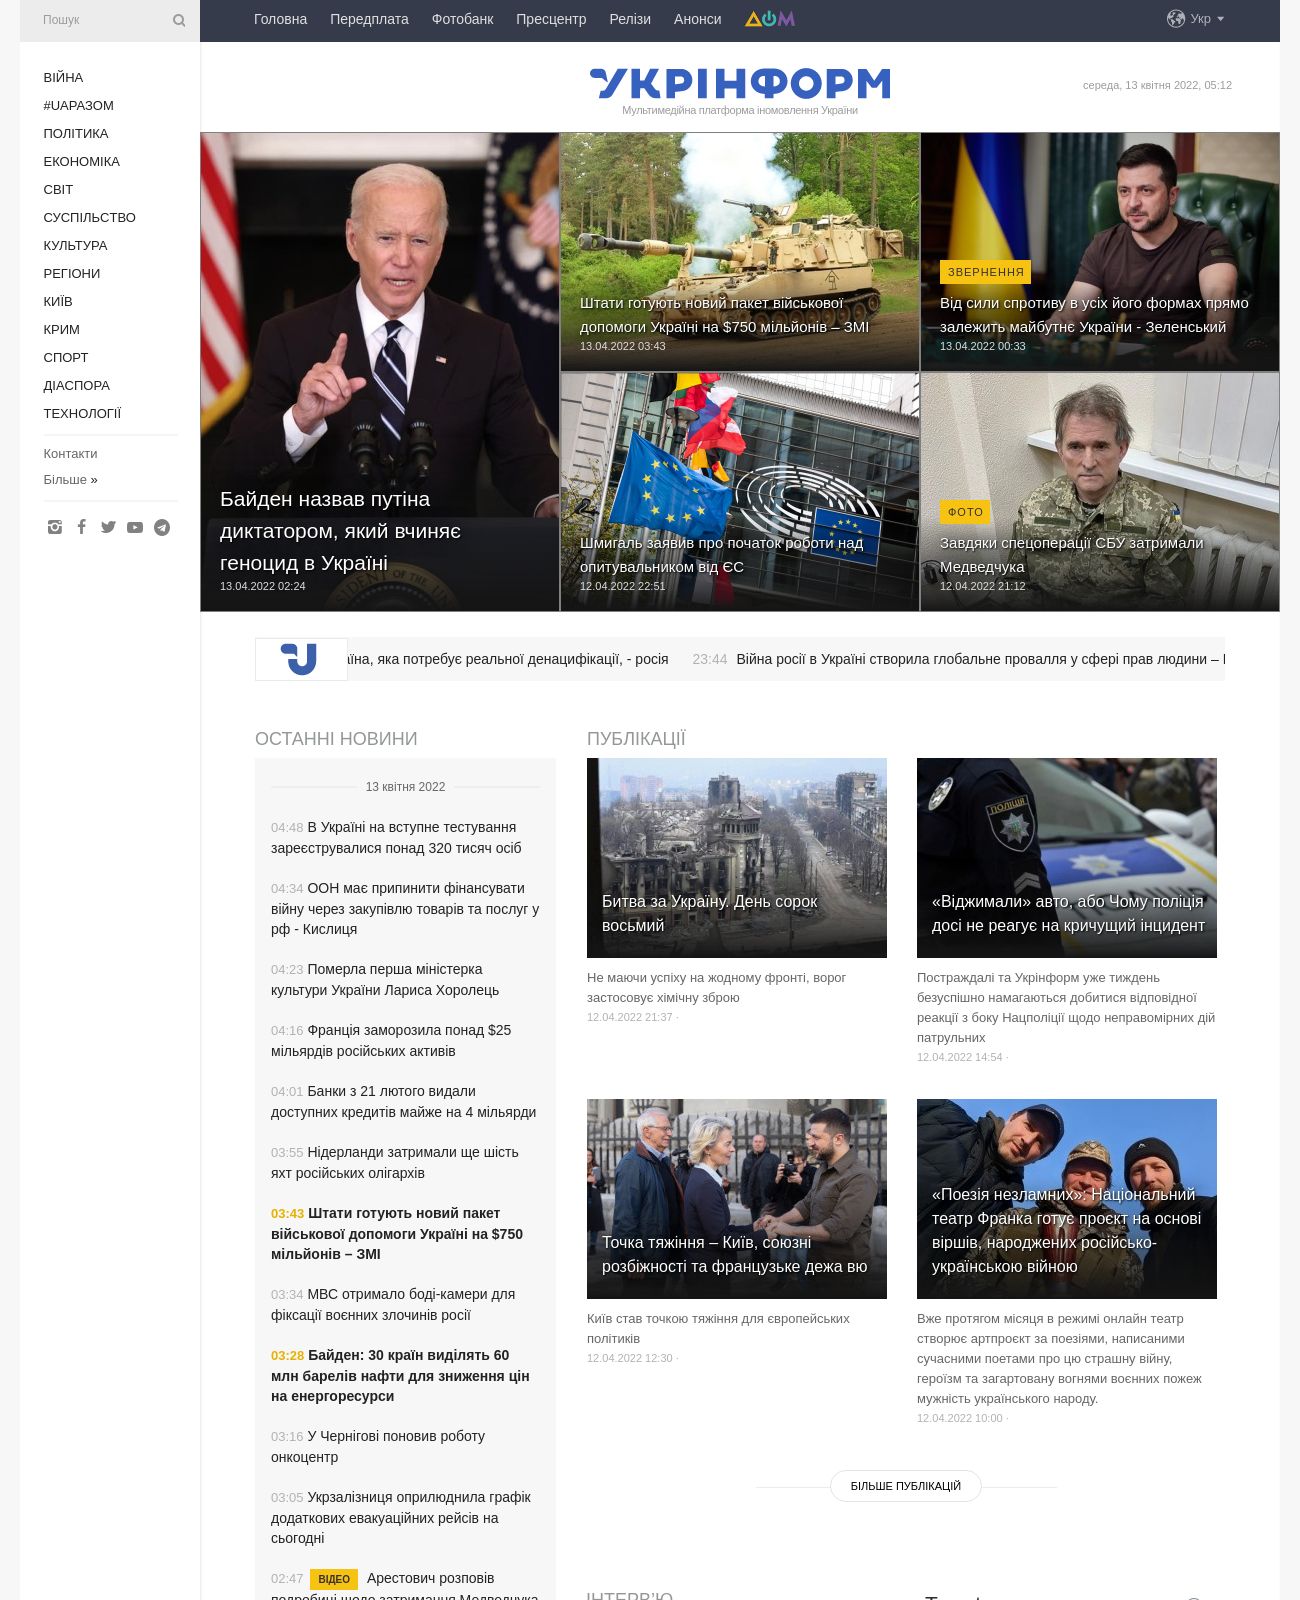 Пошук
Головна Передплата Фотобанк Пресцентр Релізи Анонси ДОМ
Укр
ВІЙНА
#UAРАЗОМ
ПОЛІТИКА
ЕКОНОМІКА
СВІТ
СУСПІЛЬСТВО
КУЛЬТУРА
РЕГІОНИ
КИЇВ
КРИМ
СПОРТ
ДІАСПОРА
ТЕХНОЛОГІЇ
Контакти
Більше »
УКРІНФОРМ
Мультимедійна платформа іномовлення України
середа, 13 квітня 2022, 05:12
Байден назвав путіна
диктатором, який вчиняє
геноцид в Україні
13.04.2022 02:24
Штати готують новий пакет військової
допомоги Україні на $750 мільйонів – ЗМІ
13.04.2022 03:43
ЗВЕРНЕННЯ
Від сили спротиву в усіх його формах прямо
залежить майбутнє України - Зеленський
13.04.2022 00:33
Шмигаль заявив про початок роботи над
опитувальником від ЄС
12.04.2022 22:51
ФОТО
Завдяки спецоперації СБУ затримали
Медведчука
12.04.2022 21:12
їна, яка потребує реальної денацифікації, - росія 23:44 Війна росії в Україні створила глобальне провалля у сфері прав людини –
ОСТАННІ НОВИНИ
13 квітня 2022
04:48 В Україні на вступне тестування
зареєструвалися понад 320 тисяч осіб
04:34 ООН має припинити фінансувати
війну через закупівлю товарів та послуг у
рф - Кислиця
04:23 Померла перша міністерка
культури України Лариса Хоролець
04:16 Франція заморозила понад $25
мільярдів російських активів
04:01 Банки з 21 лютого видали
доступних кредитів майже на 4 мільярди
03:55 Нідерланди затримали ще шість
яхт російських олігархів
03:43 Штати готують новий пакет
військової допомоги Україні на $750
мільйонів – ЗМІ
03:34 МВС отримало боді-камери для
фіксації воєнних злочинів росії
03:28 Байден: 30 країн виділять 60
млн барелів нафти для зниження цін
на енергоресурси
03:16 У Чернігові поновив роботу
онкоцентр
03:05 Укрзалізниця оприлюднила графік
додаткових евакуаційних рейсів на
сьогодні
02:47 ВІДЕО Арестович розповів
подробиці щодо затримання Медведчука
ПУБЛІКАЦІЇ
Битва за Україну. День сорок
восьмий
Не маючи успіху на жодному фронті, ворог
застосовує хімічну зброю
12.04.2022 21:37 ·
ПОЛІЦІЯ
«Віджимали» авто, або Чому поліція
досі не реагує на кричущий інцидент
Постраждалі та Укрінформ уже тиждень
безуспішно намагаються добитися відповідної
реакції з боку Нацполіції щодо неправомірних дій
патрульних
12.04.2022 14:54 ·
Точка тяжіння – Київ, союзні
розбіжності та французьке дежа вю
Київ став точкою тяжіння для європейських
політиків
12.04.2022 12:30 ·
«Поезія незламних»: Національний
театр Франка готує проєкт на основі
віршів, народжених російсько-
українською війною
Вже протягом місяця в режимі онлайн театр
створює артпроєкт за поезіями, написаними
сучасними поетами про цю страшну війну,
героїзм та загартовану вогнями воєнних пожеж
мужність українського народу.
12.04.2022 10:00 ·
БІЛЬШЕ ПУБЛІКАЦІЙ
ІНТЕРВ'Ю